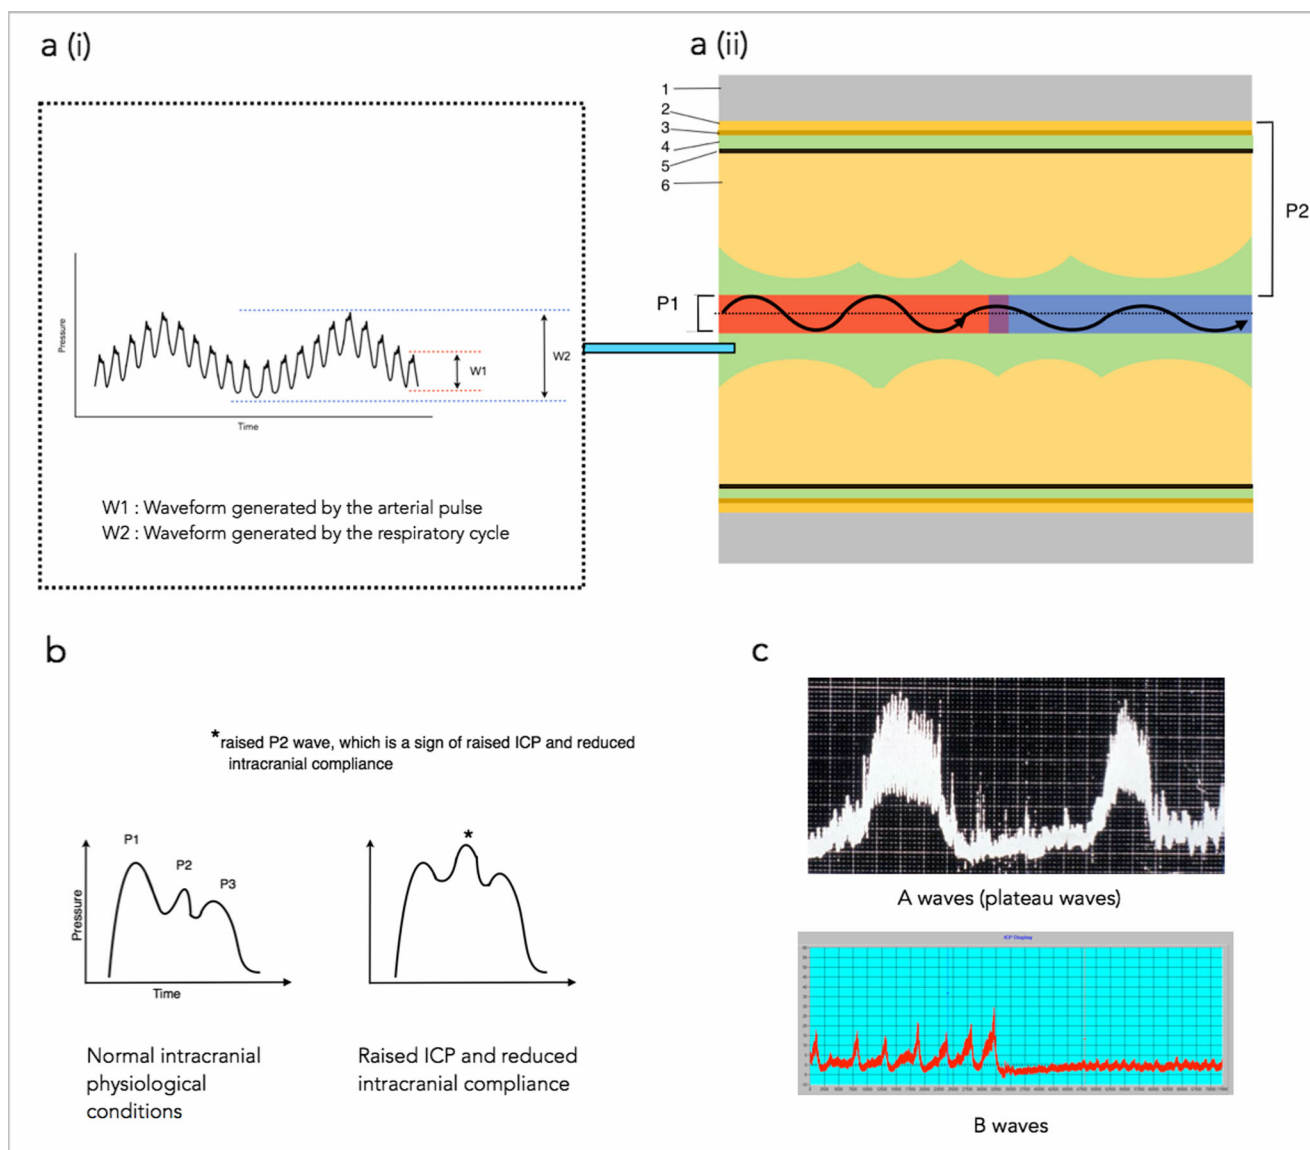 a (i)
Pressure
W1
W2
Time
W1 : Waveform generated by the arterial pulse
W2 : Waveform generated by the respiratory cycle
a (ii)
1
2
3
4
5
6
P1
P2
b
*raised P2 wave, which is a sign of raised ICP and reduced
intracranial compliance
P1
P2
P3
Pressure
Time
*
Normal intracranial
physiological
conditions
Raised ICP and reduced
intracranial compliance
c
A waves (plateau waves)
ICP Display
B waves